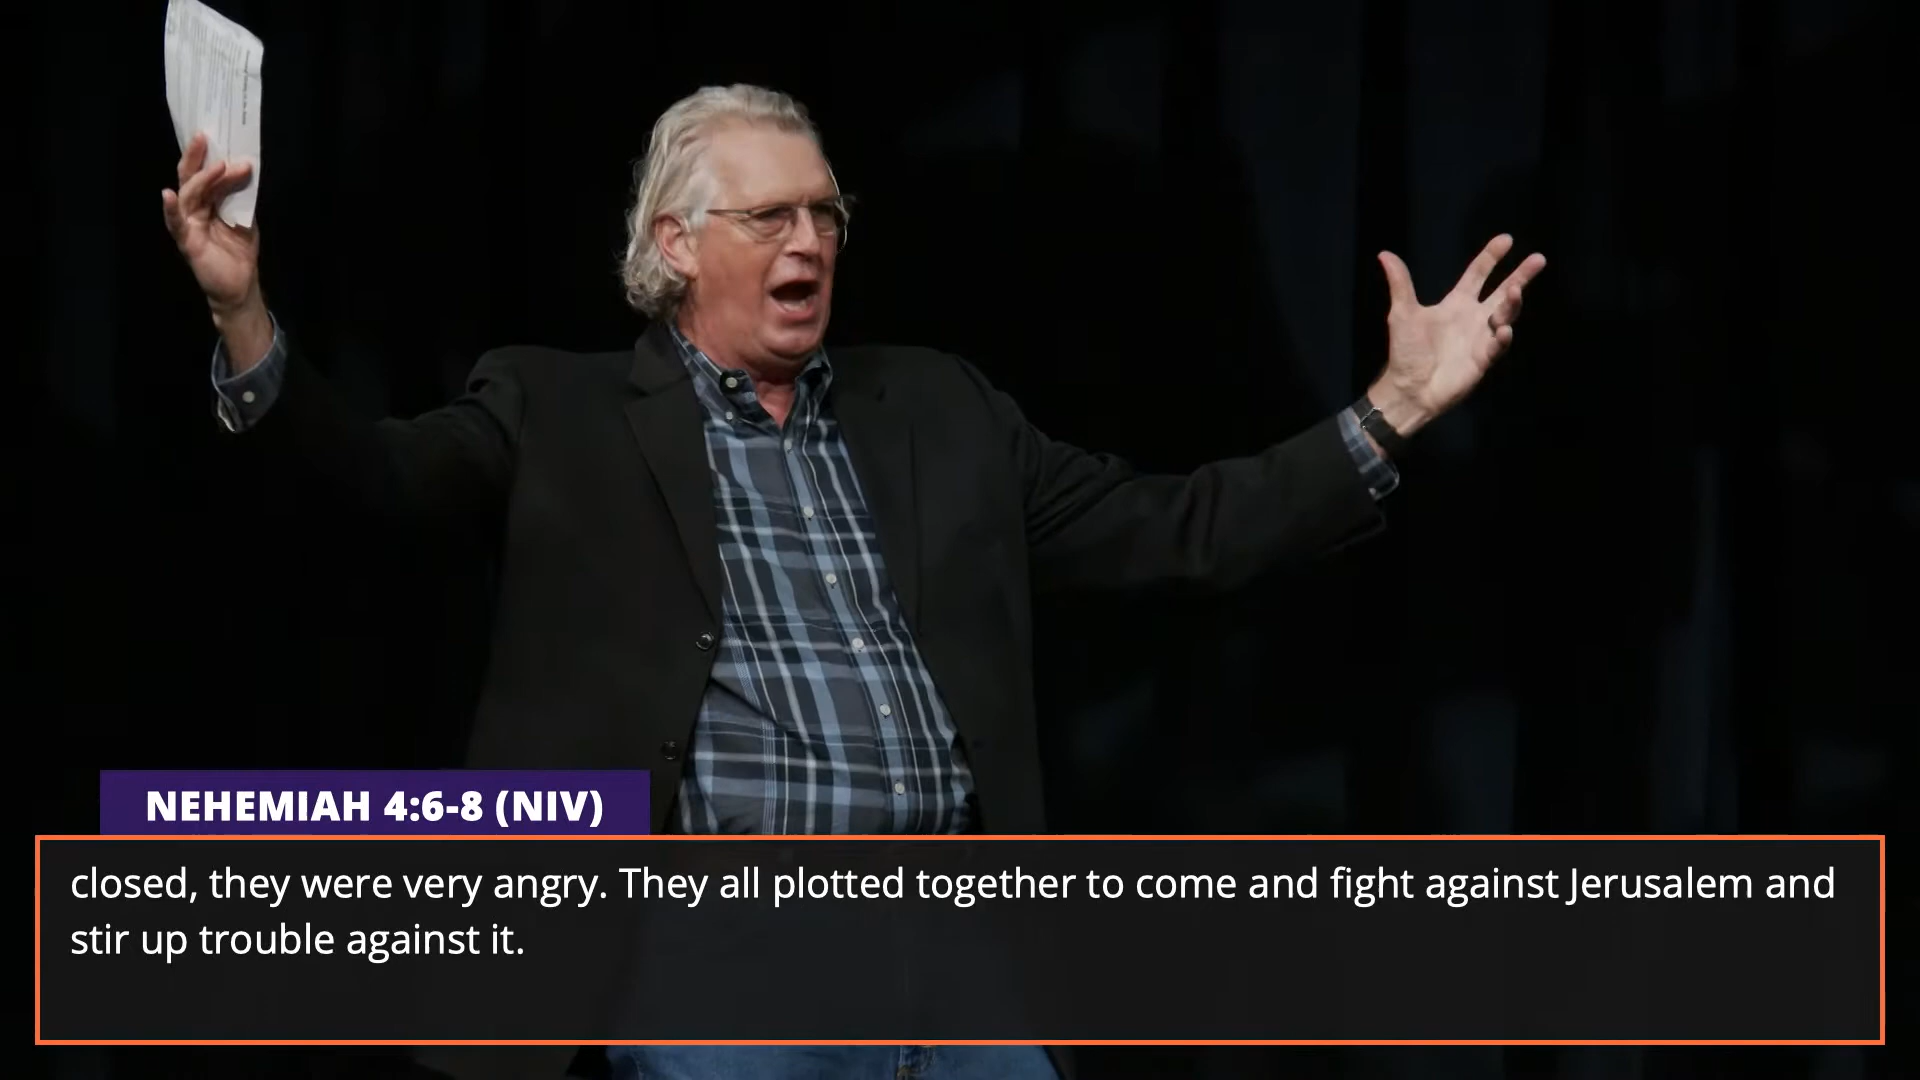 NEHEMIAH 4:6-8 (NIV)
closed, they were very angry. They all plotted together to come and fight against Jerusalem and
stir up trouble against it.